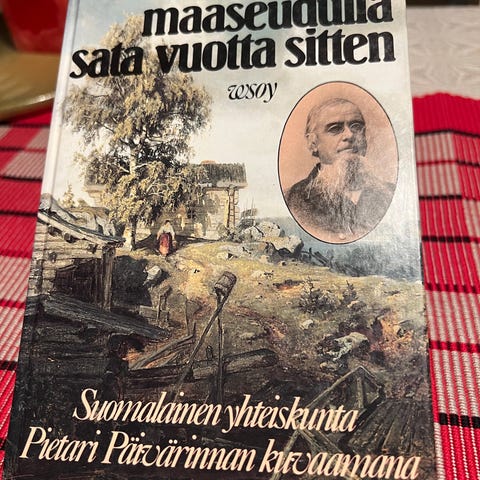 maaseudulla
sata vuotta sitten
wsoy
Suomalainen yhteiskunta
Pietari Päivärinnan kuvaamana